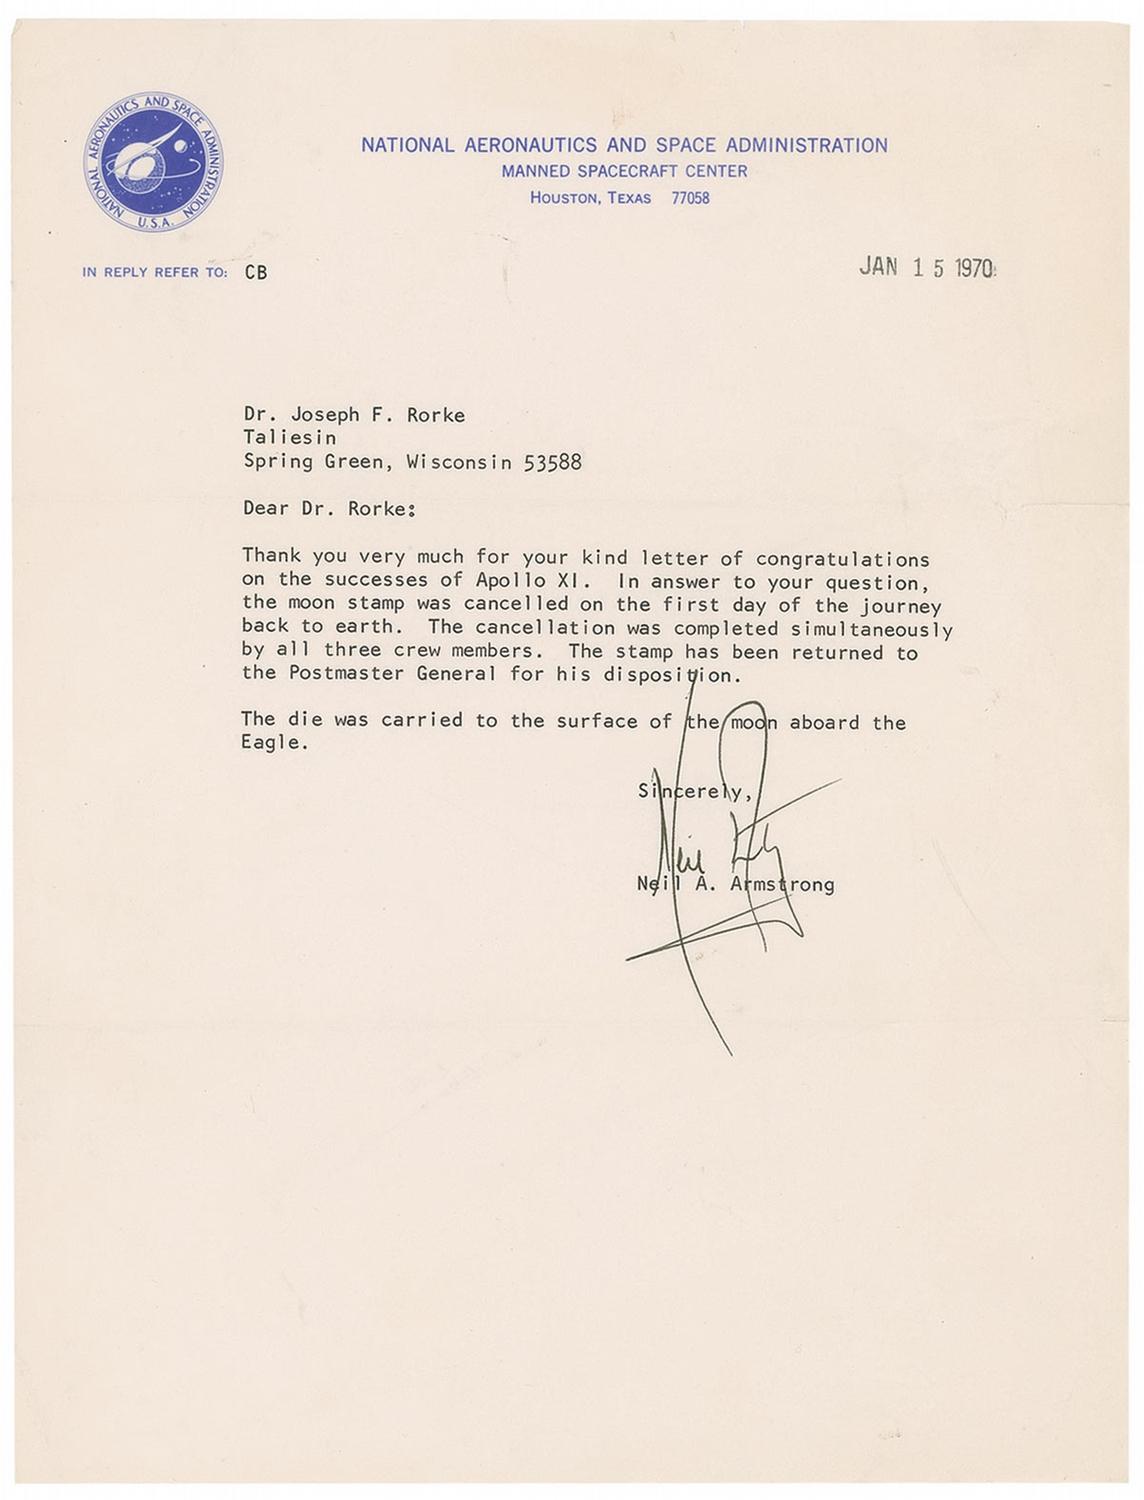 NATIONAL AERONAUTICS AND SPACE ADMINISTRATION
U.S.A.
NATIONAL AERONAUTICS AND SPACE ADMINISTRATION
MANNED SPACECRAFT CENTER
HOUSTON, TEXAS 77058
IN REPLY REFER TO: CB
JAN 15 1970
Dr. Joseph F. Rorke
Taliesin
Spring Green, Wisconsin 53588
Dear Dr. Rorke:
Thank you very much for your kind letter of congratulations
on the successes of Apollo XI. In answer to your question,
the moon stamp was cancelled on the first day of the journey
back to earth. The cancellation was completed simultaneously
by all three crew members. The stamp has been returned to
the Postmaster General for his disposition.
The die was carried to the surface of the moon aboard the
Eagle.
Sincerely,
Neil
Neil A. Armstrong